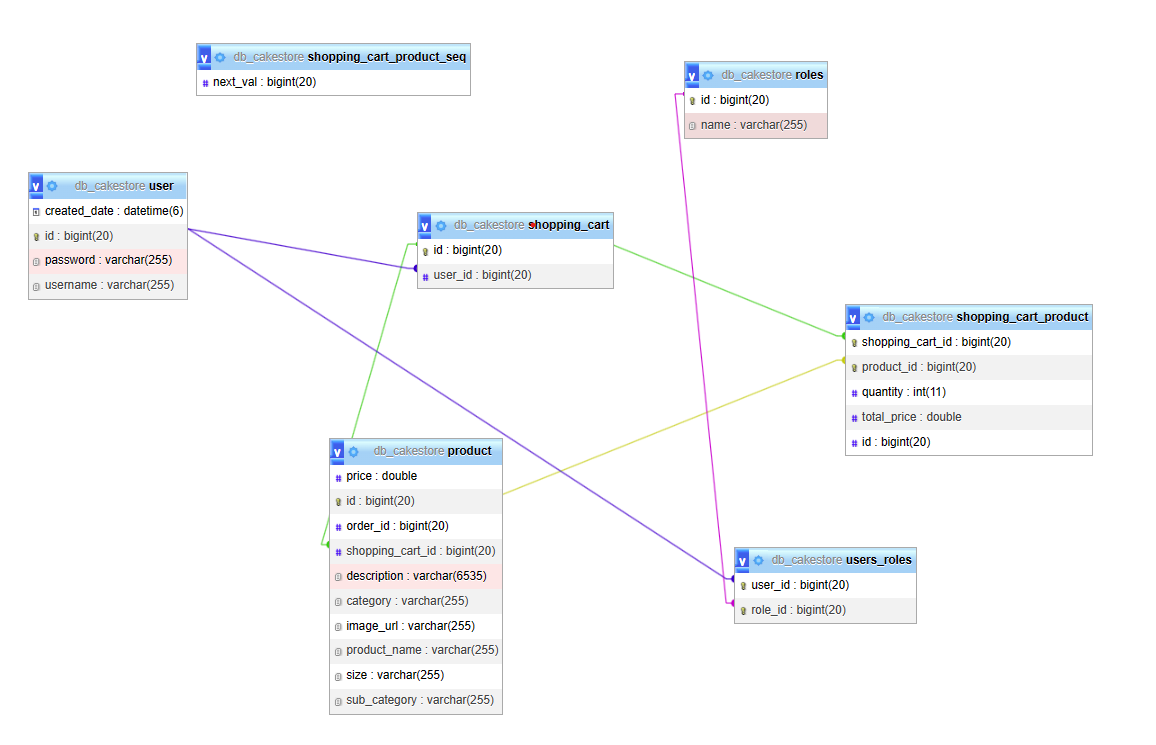 db_cakestore shopping_cart_product_seq
next_val : bigint(20)
db_cakestore roles
id : bigint(20)
name : varchar(255)
db_cakestore user
created_date : datetime(6)
id : bigint(20)
password : varchar(255)
username : varchar(255)
db_cakestore shopping_cart
id : bigint(20)
user_id : bigint(20)
db_cakestore shopping_cart_product
shopping_cart_id : bigint(20)
product_id : bigint(20)
quantity : int(11)
total_price : double
id : bigint(20)
db_cakestore product
price : double
id : bigint(20)
order_id : bigint(20)
shopping_cart_id : bigint(20)
description : varchar(6535)
category : varchar(255)
image_url : varchar(255)
product_name : varchar(255)
size : varchar(255)
sub_category : varchar(255)
db_cakestore users_roles
user_id : bigint(20)
role_id : bigint(20)